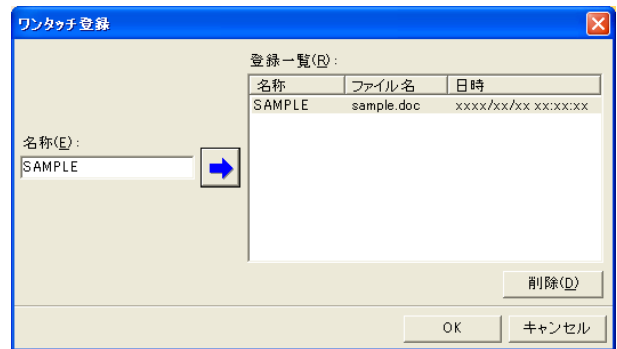 ワンタッチ登録
登録一覧(R):
名称 ファイル名 日時
SAMPLE sample.doc xxxx/xx/xx xx:xx:xx
名称(E):
SAMPLE
削除(D)
OK キャンセル